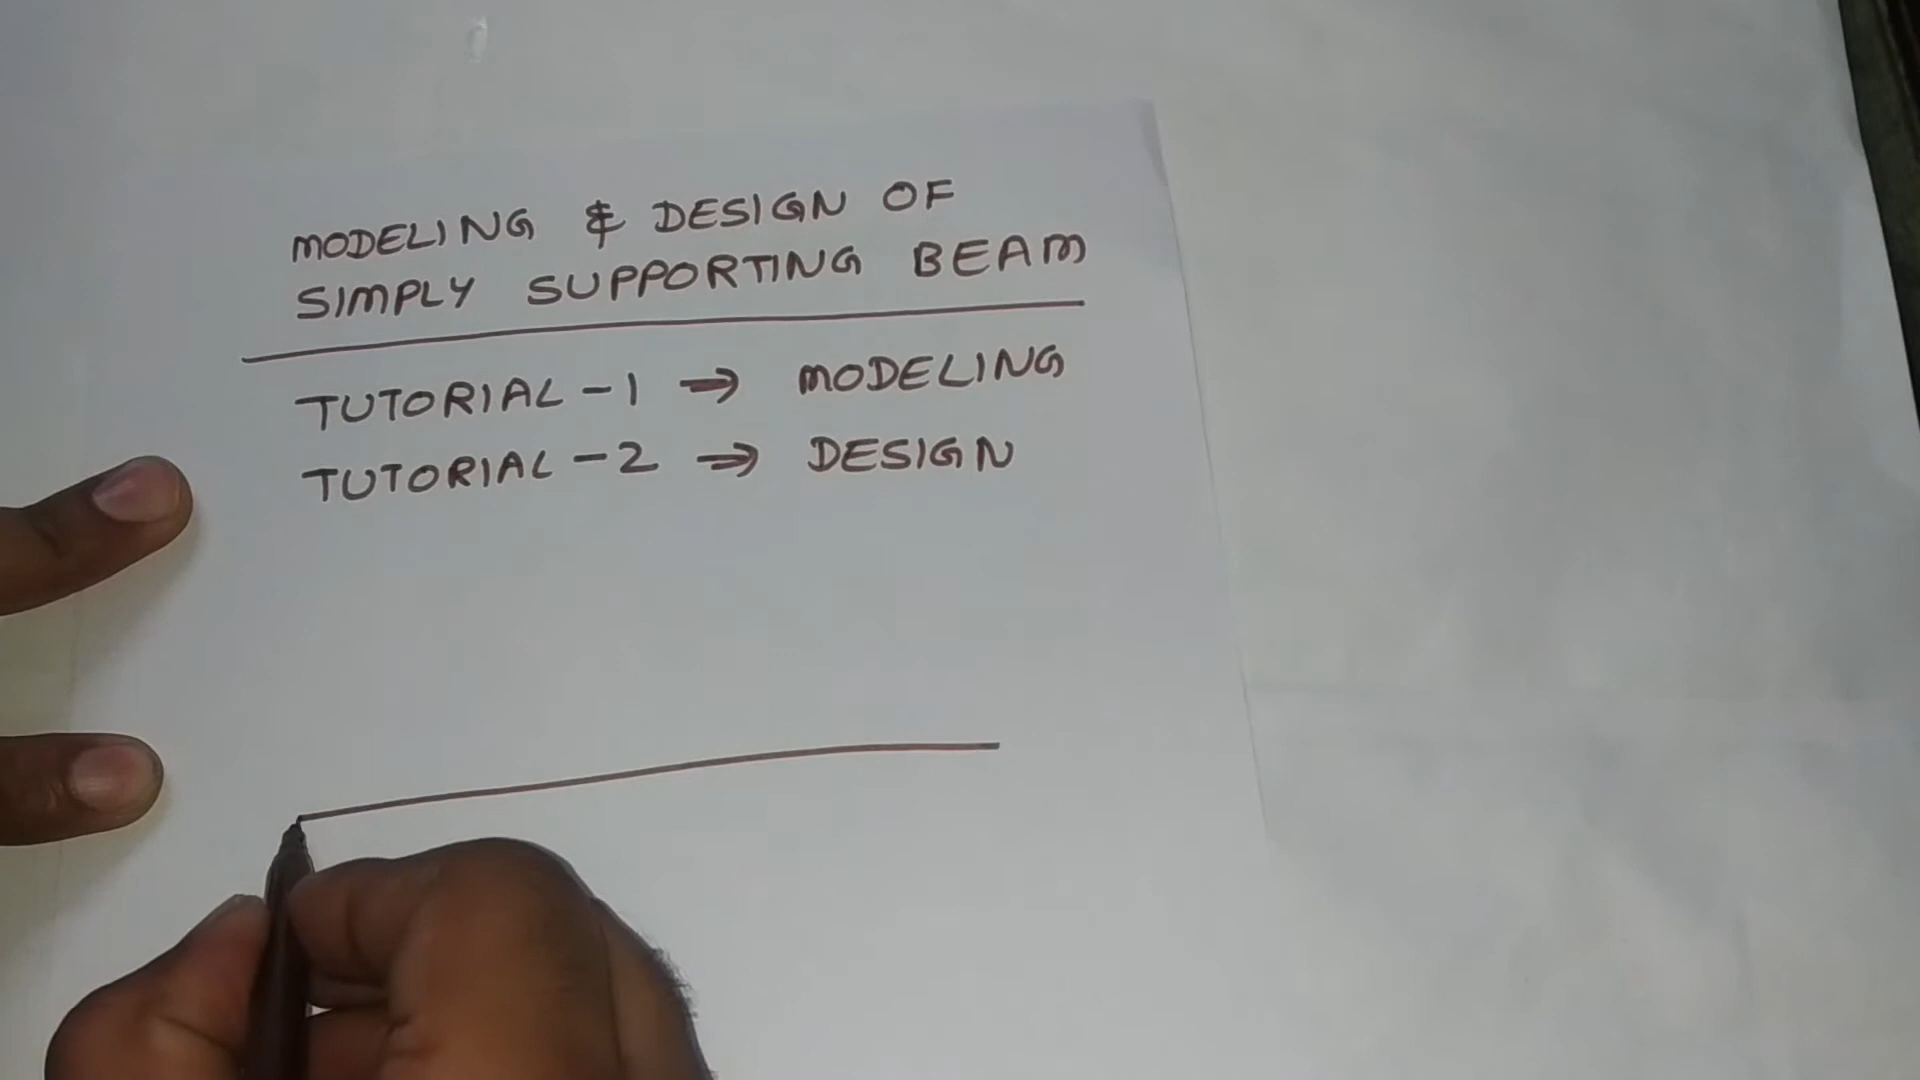 MODELING & DESIGN OF
SIMPLY SUPPORTING BEAM
TUTORIAL-1 ⇒ MODELING
TUTORIAL-2 ⇒ DESIGN